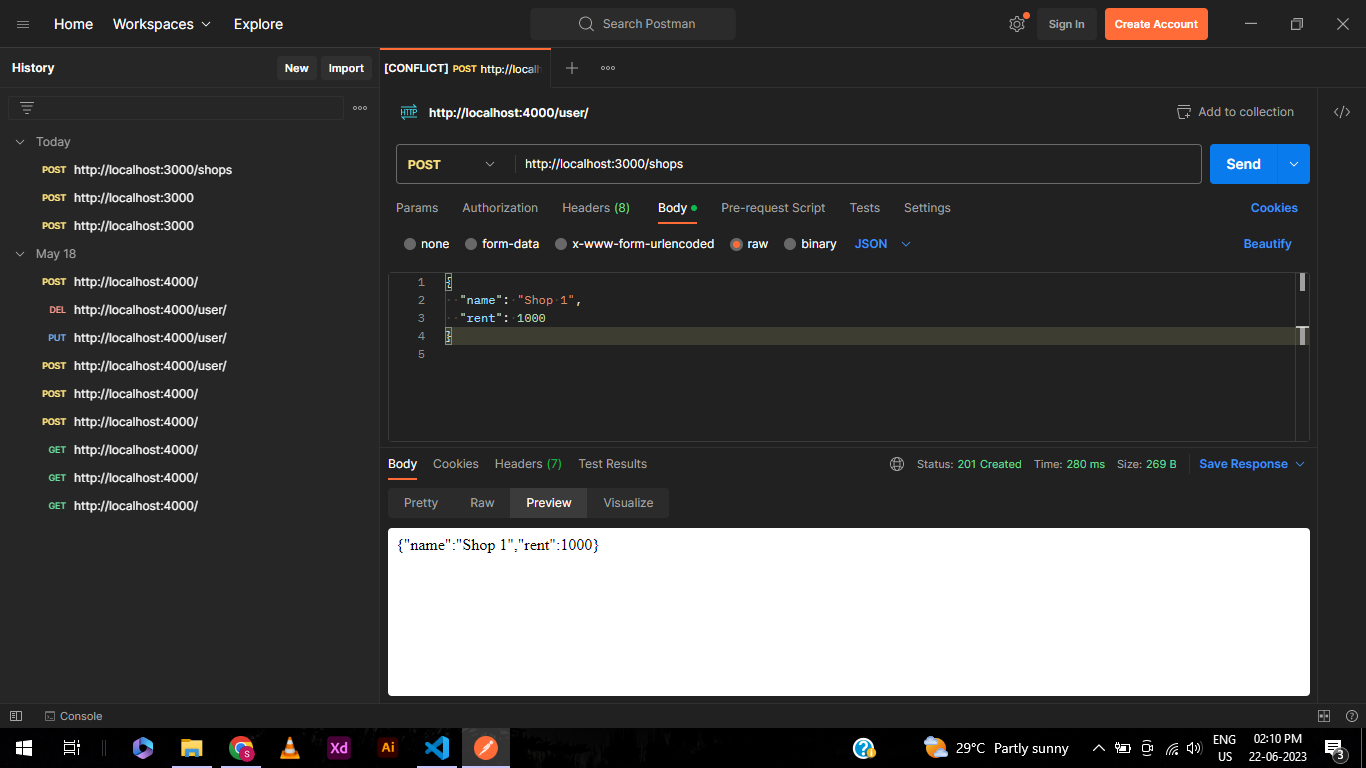 Home Workspaces Explore Search Postman Sign In Create Account
History New Import
[CONFLICT] POST http://local
http://localhost:4000/user/ Add to collection
Today
POST http://localhost:3000/shops
POST http://localhost:3000
POST http://localhost:3000
May 18
POST http://localhost:4000/
DEL http://localhost:4000/user/
PUT http://localhost:4000/user/
POST http://localhost:4000/user/
POST http://localhost:4000/
POST http://localhost:4000/
GET http://localhost:4000/
GET http://localhost:4000/
GET http://localhost:4000/
HTTP
POST http://localhost:3000/shops Send
Params Authorization Headers (8) Body Pre-request Script Tests Settings Cookies
none form-data x-www-form-urlencoded raw binary JSON Beautify
1 {
2 "name": "Shop 1",
3 "rent": 1000
4 }
5
Body Cookies Headers (7) Test Results Status: 201 Created Time: 280 ms Size: 269 B Save Response
Pretty Raw Preview Visualize
{"name":"Shop 1","rent":1000}
Console
S Xd Ai 29°C Partly sunny ENG 02:10 PM
US 22-06-2023 3